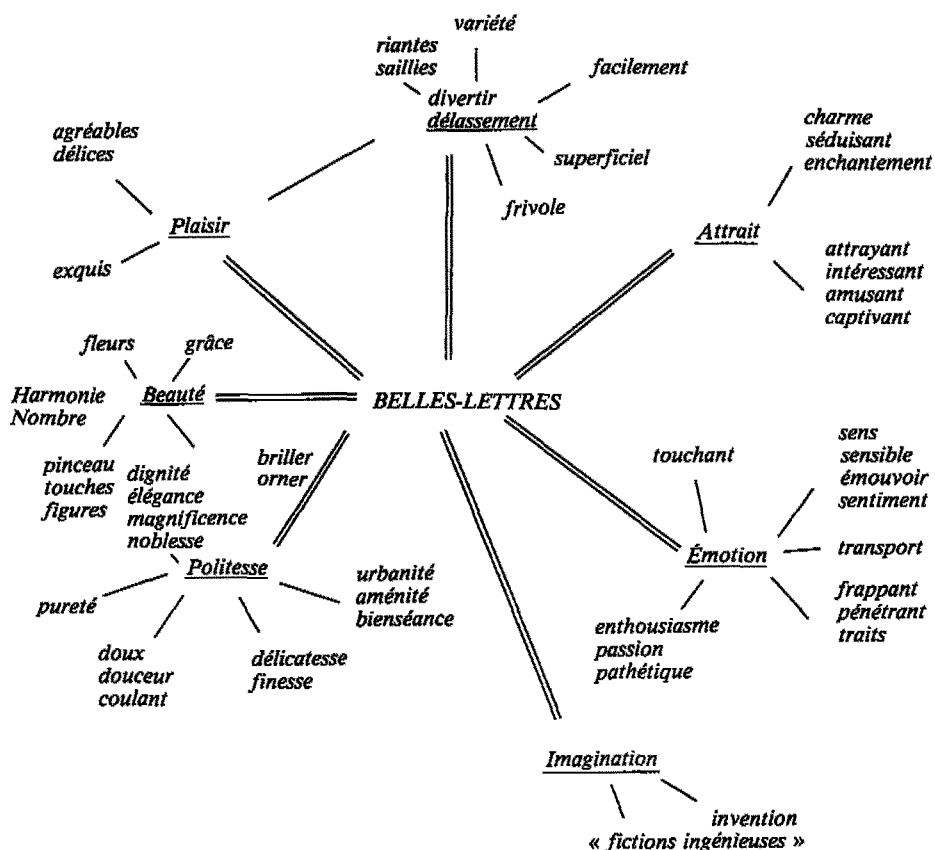 variété
riantes
saillies
facilement
divertir
délassement
superficiel
frivole
agréables
délices
Plaisir
exquis
charme
séduisant
enchantement
Attrait
attrayant
intéressant
amusant
captivant
fleurs
grâce
Harmonie
Nombre
Beauté
pinceau
touches
figures
dignité
élégance
magnificence
noblesse
BELLES-LETTRES
briller
orner
Politesse
pureté
urbanité
aménité
bienséance
doux
douceur
coulant
délicatesse
finesse
touchant
sens
sensible
émouvoir
sentiment
Émotion
transport
frappant
pénétrant
traits
enthousiasme
passion
pathétique
Imagination
invention
« fictions ingénieuses »